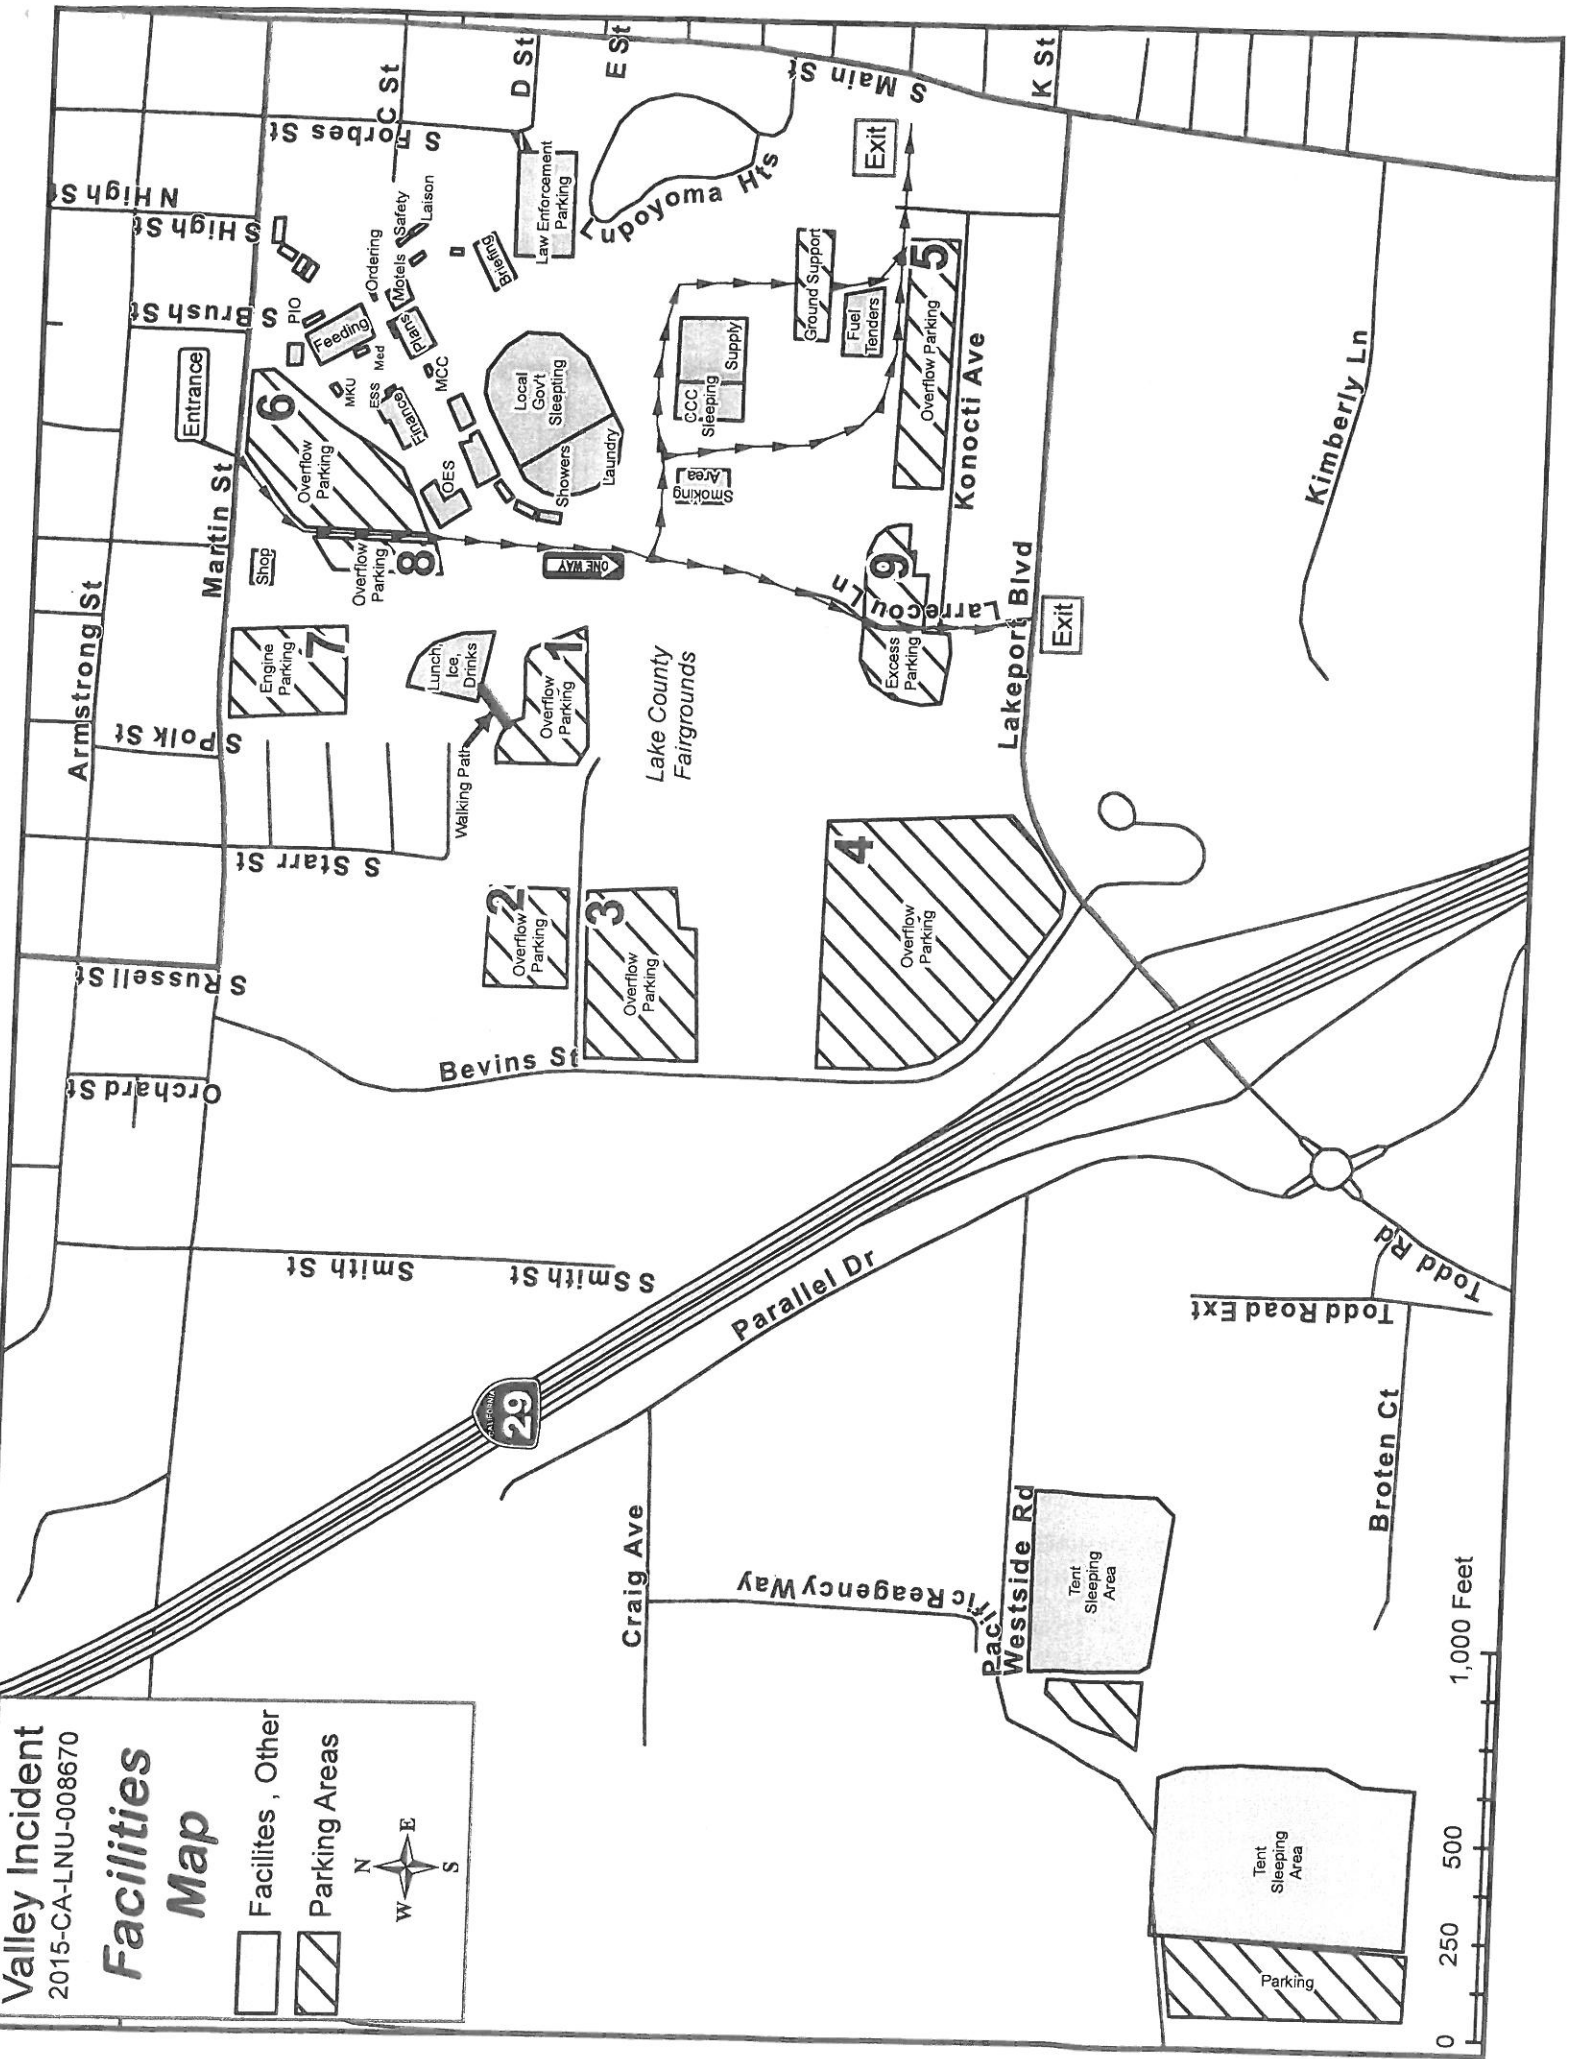 Valley Incident
2015-CA-LNU-008670
Facilities
Map
Facilites , Other
Parking Areas
N
W
E
S
Armstrong St
N High St
S High St
S Brush St
S Forbes St
C St
D St
E St
K St
S Main St
Martin St
Entrance
S Polk St
S Starr St
S Russell St
Orchard St
Smith St
S Smith St
Bevins St
Shop
Engine
Parking
7
Overflow
Parking
8
Overflow
Parking
6
PIO
Feeding
Ordering
Motels
Safety
Laison
MKU
Med
ESS
Plans
MCC
Finance
OES
Briefing
Law Enforcement
Parking
Lupoyoma Hts
Local
Gov't
Sleepting
Showers
Laundry
ONE WAY
Smoking
Area
CCC
Sleeping
Supply
Ground Support
Fuel
Tenders
Exit
Overflow Parking
5
Konocti Ave
Larrecou Ln
Excess
Parking
9
Exit
Lakeport Blvd
Kimberly Ln
Lunch,
Ice,
Drinks
Walking Path
Overflow
Parking
1
Lake County
Fairgrounds
Overflow
Parking
2
Overflow
Parking
3
Overflow
Parking
4
CALIFORNIA
29
Parallel Dr
Craig Ave
Pacific Reagency Way
Westside Rd
Todd Rd
Todd Road Ext
Broten Ct
Tent
Sleeping
Area
Tent
Sleeping
Area
Parking
0
250
500
1,000 Feet